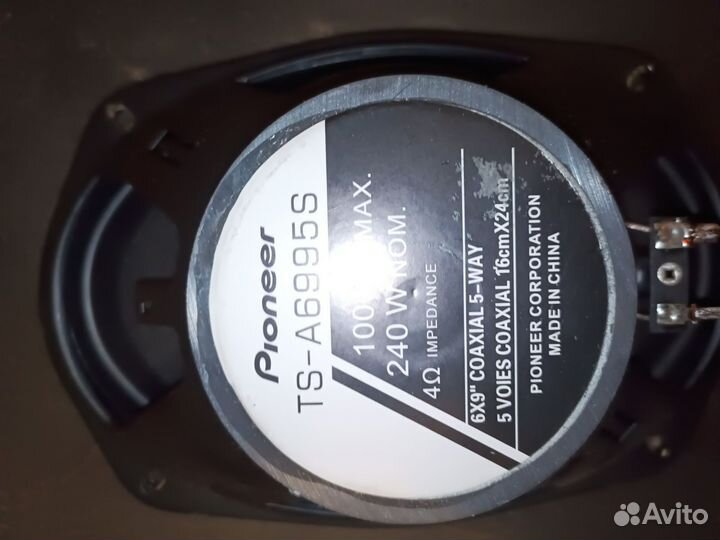 Pioneer
TS-A6995S
MAX.
240 W NOM.
4Ω IMPEDANCE
6X9" COAXIAL 5-WAY
5 VOIES COAXIAL 16cmX24cm
PIONEER CORPORATION
MADE IN CHINA
Avito